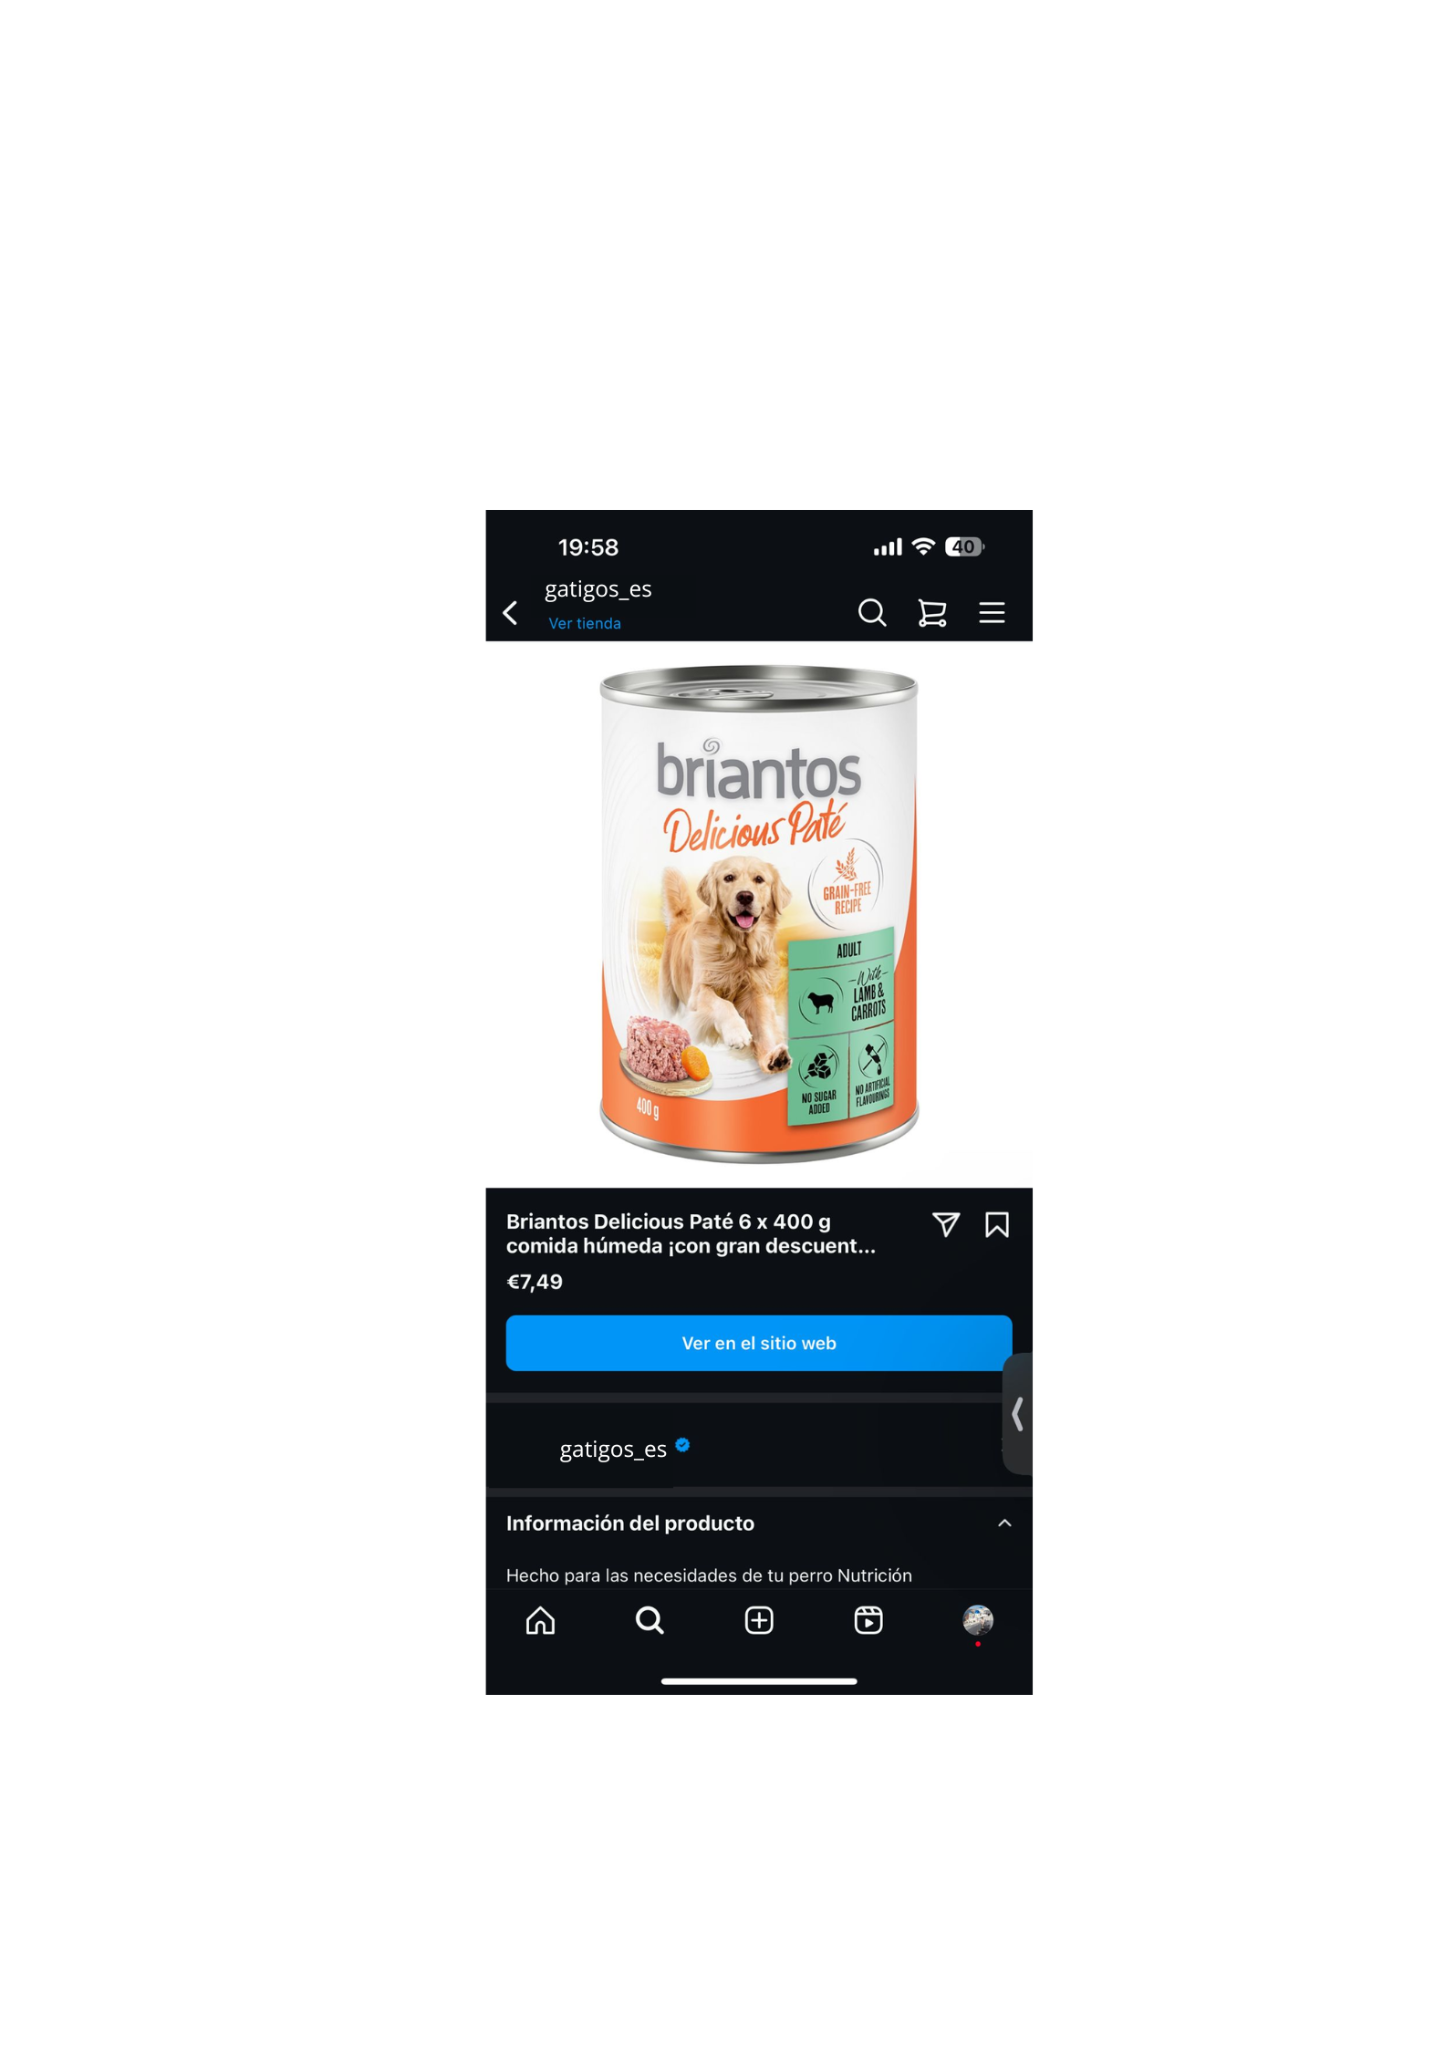 19:58
40
gatigos_es
Ver tienda
briantos
Delicious Paté
GRAIN-FREE
RECIPE
ADULT
With
LAMB &
CARROTS
NO SUGAR
ADDED
NO ARTIFICIAL
FLAVOURINGS
400 g
Briantos Delicious Paté 6 x 400 g
comida húmeda ¡con gran descuent...
€7,49
Ver en el sitio web
gatigos_es
Información del producto
Hecho para las necesidades de tu perro Nutrición